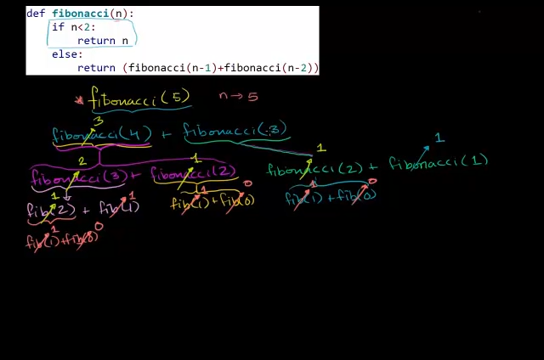 def fibonacci(n):
if n<2:
return n
else:
return (fibonacci(n-1)+fibonacci(n-2))
* fibonacci(5) n→5
3
fibonacci(4) + fibonacci(3)
2 1 1 1
fibonacci(3) + fibonacci(2) fibonacci(2) + fibonacci(1)
1 1 1 0 1 0
fib(2) + fib(1) fib(1)+fib(0) fib(1)+fib(0)
1 0
fib(1)+fib(0)